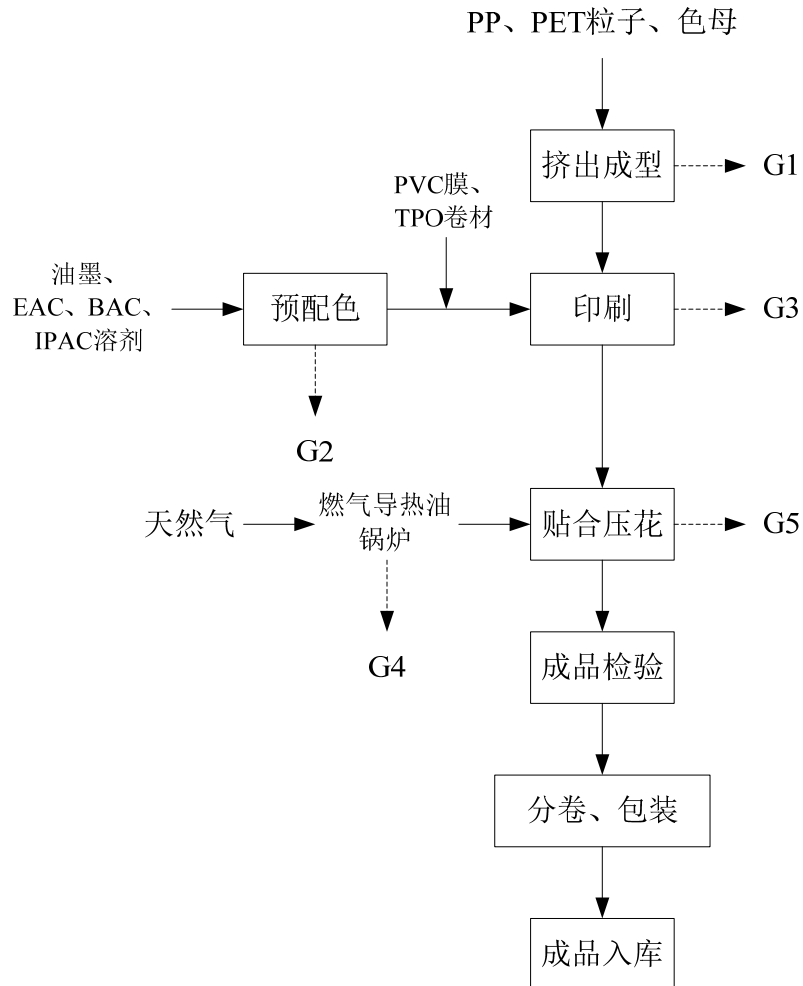 PP、PET粒子、色母
挤出成型
G1
PVC膜、
TPO卷材
油墨、
EAC、BAC、
IPAC溶剂
预配色
印刷
G3
G2
天然气
燃气导热油
锅炉
贴合压花
G5
G4
成品检验
分卷、包装
成品入库